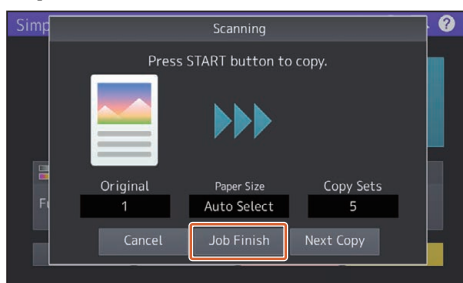 Simp
Scanning
?
Press START button to copy.
Original
Paper Size
Copy Sets
1
Auto Select
5
Cancel
Job Finish
Next Copy